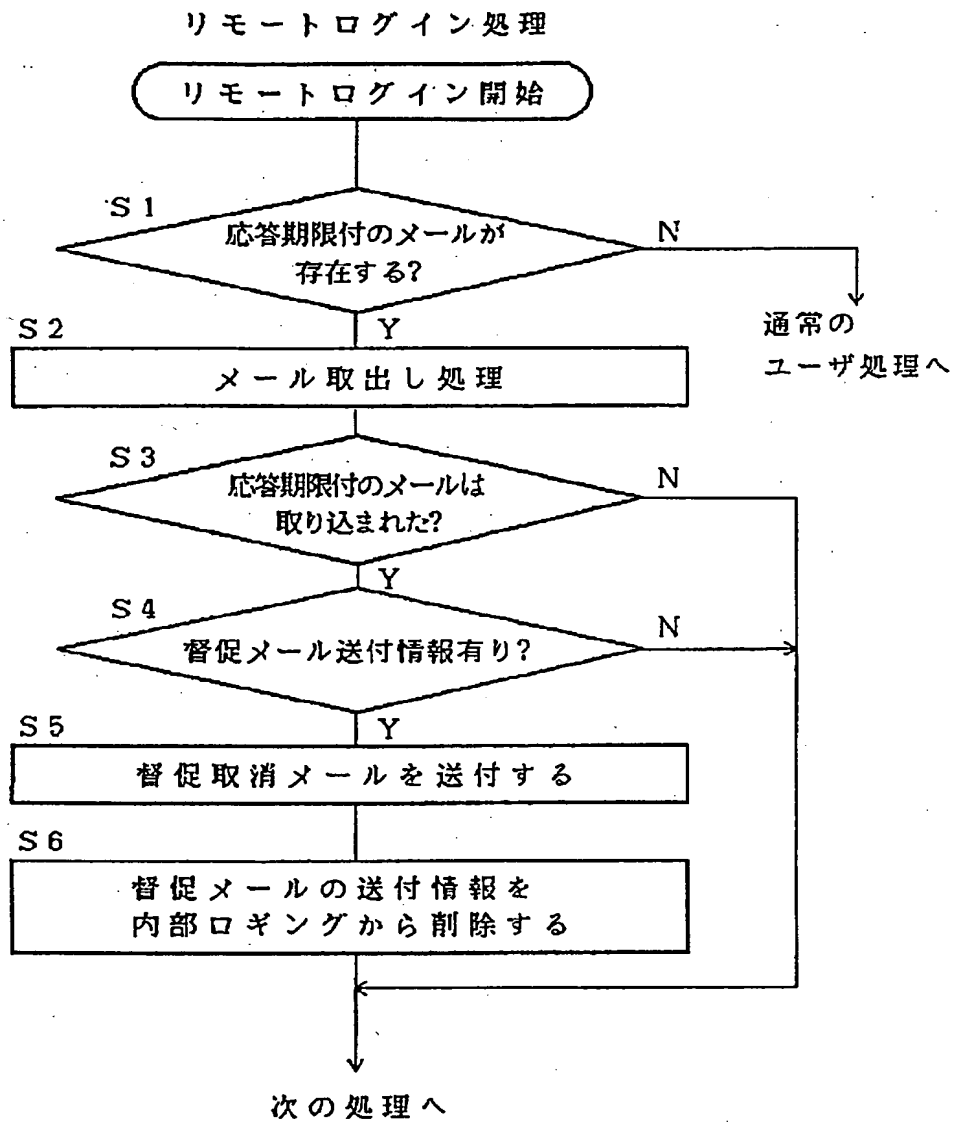 リモートログイン処理
リモートログイン開始
S1
応答期限付のメールが
存在する?
N
Y
通常の
ユーザ処理へ
S2
メール取出し処理
S3
応答期限付のメールは
取り込まれた?
N
Y
S4
督促メール送付情報有り?
N
Y
S5
督促取消メールを送付する
S6
督促メールの送付情報を
内部ロギングから削除する
次の処理へ